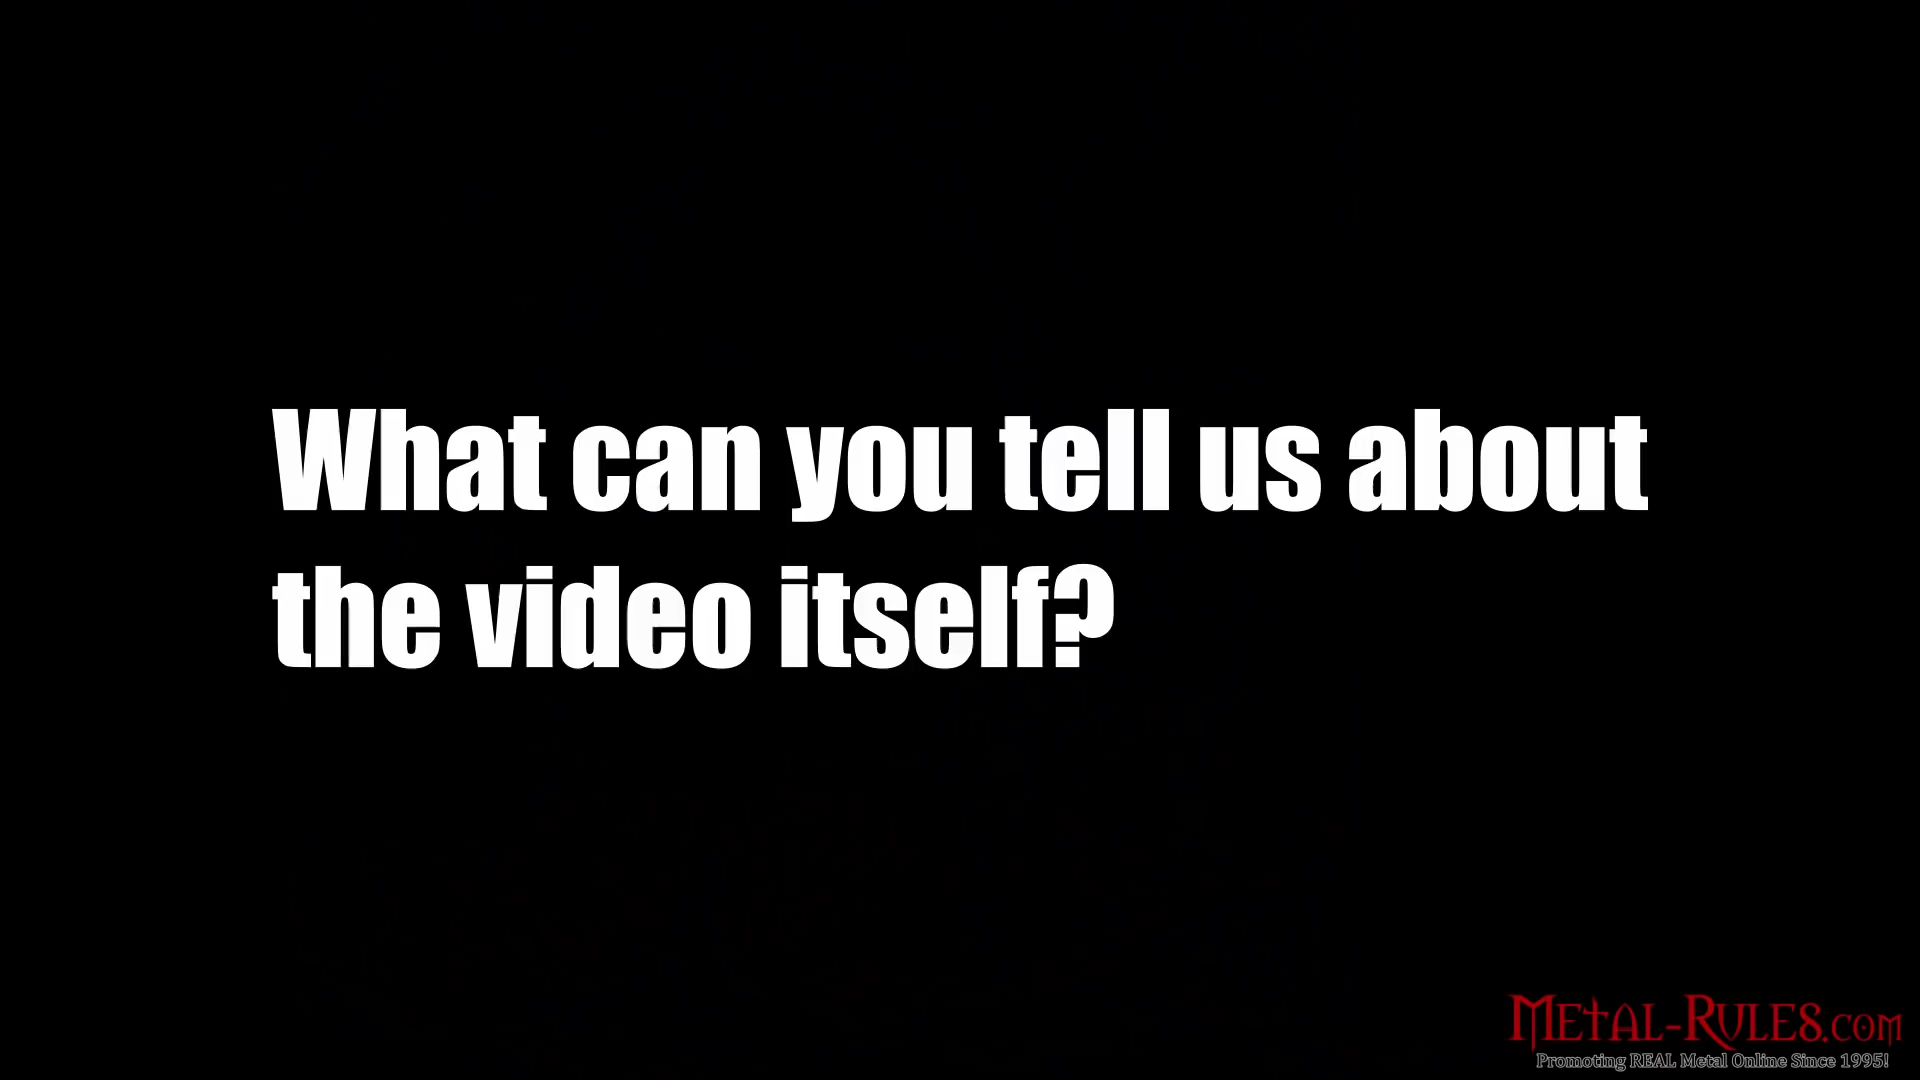 What can you tell us about
the video itself?
Metal-Rules.com
Promoting REAL Metal Online Since 1995!